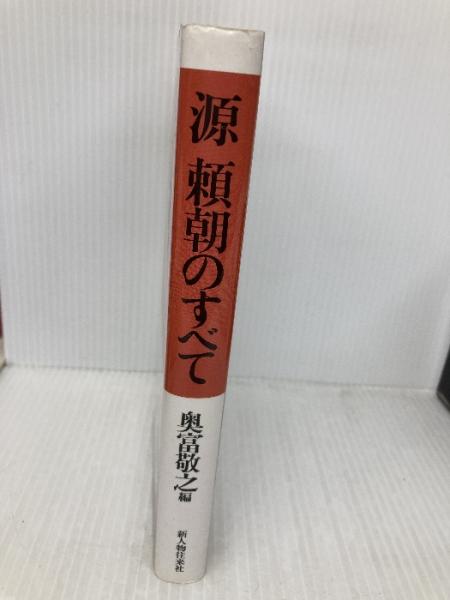 源 頼朝のすべて
奥富敬之 編
新人物往来社